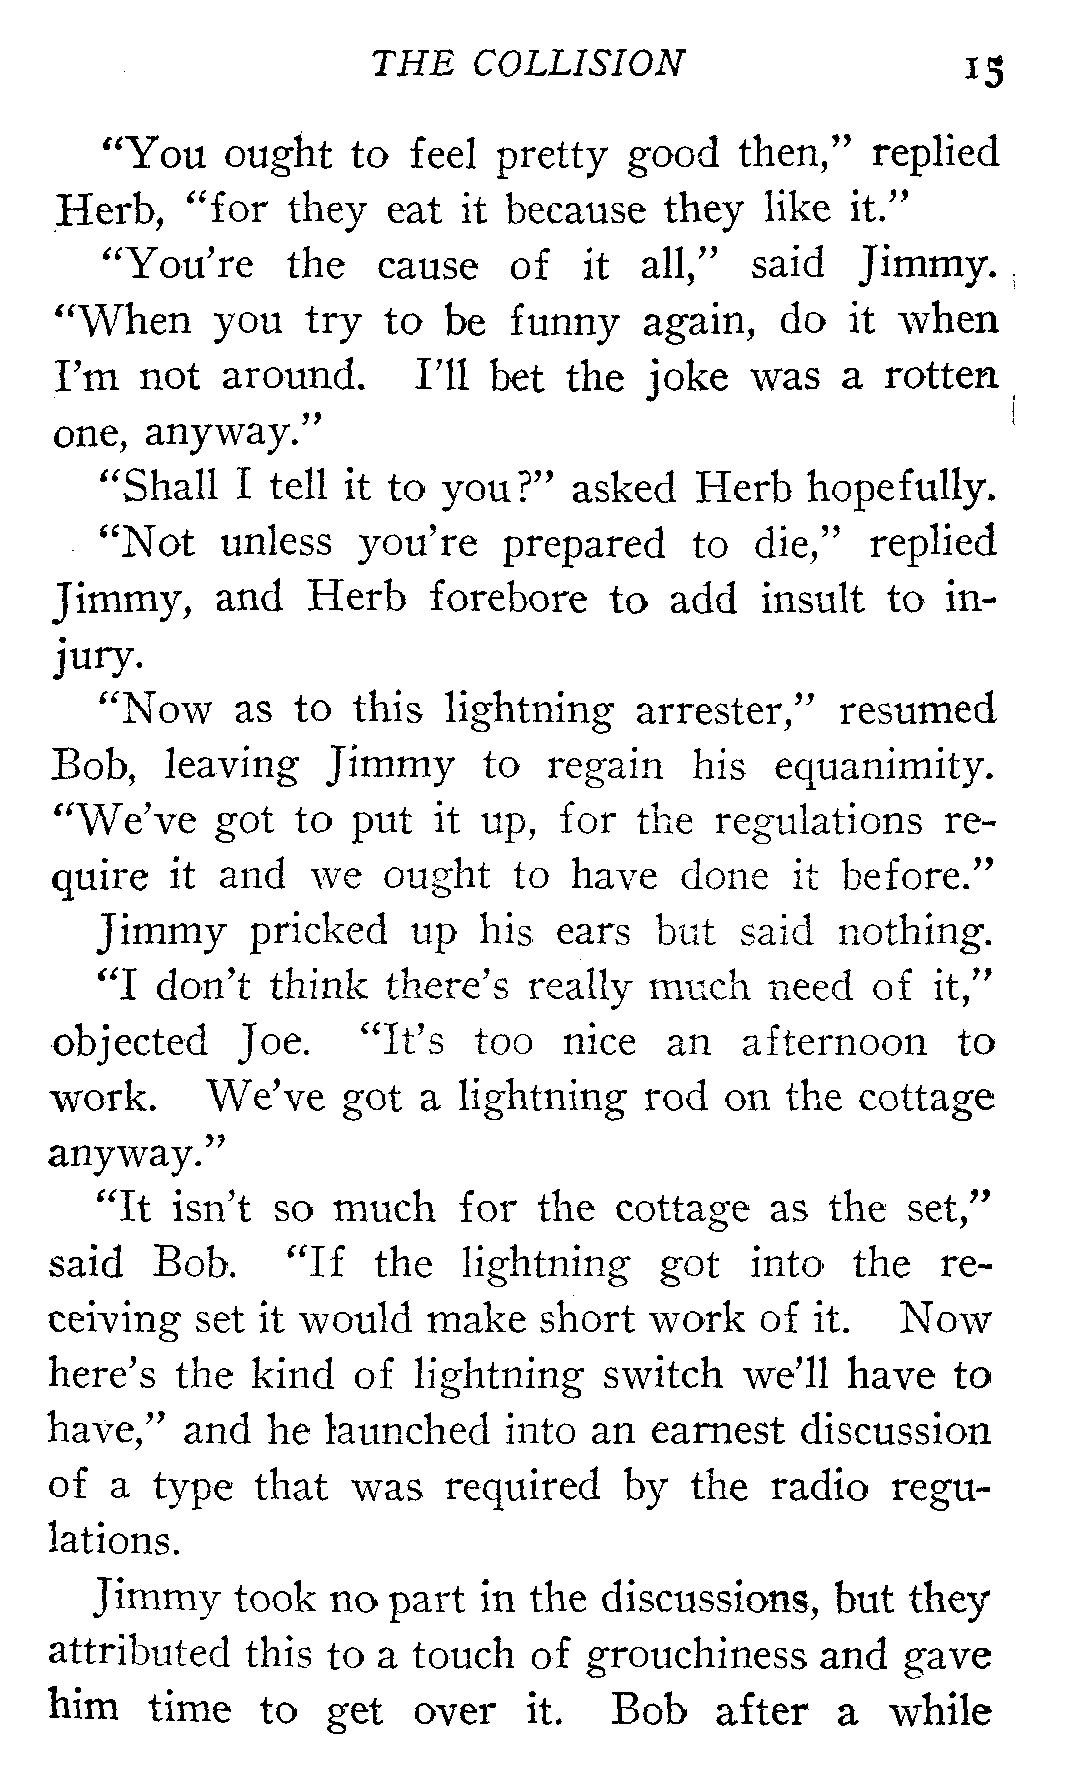 THE COLLISION 15
"You ought to feel pretty good then," replied
Herb, "for they eat it because they like it."
"You're the cause of it all," said Jimmy.
"When you try to be funny again, do it when
I'm not around. I'll bet the joke was a rotten
one, anyway."
"Shall I tell it to you?" asked Herb hopefully.
"Not unless you're prepared to die," replied
Jimmy, and Herb forebore to add insult to in-
jury.
"Now as to this lightning arrester," resumed
Bob, leaving Jimmy to regain his equanimity.
"We've got to put it up, for the regulations re-
quire it and we ought to have done it before."
Jimmy pricked up his ears but said nothing.
"I don't think there's really much need of it,"
objected Joe. "It's too nice an afternoon to
work. We've got a lightning rod on the cottage
anyway."
"It isn't so much for the cottage as the set,"
said Bob. "If the lightning got into the re-
ceiving set it would make short work of it. Now
here's the kind of lightning switch we'll have to
have," and he launched into an earnest discussion
of a type that was required by the radio regu-
lations.
Jimmy took no part in the discussions, but they
attributed this to a touch of grouchiness and gave
him time to get over it. Bob after a while